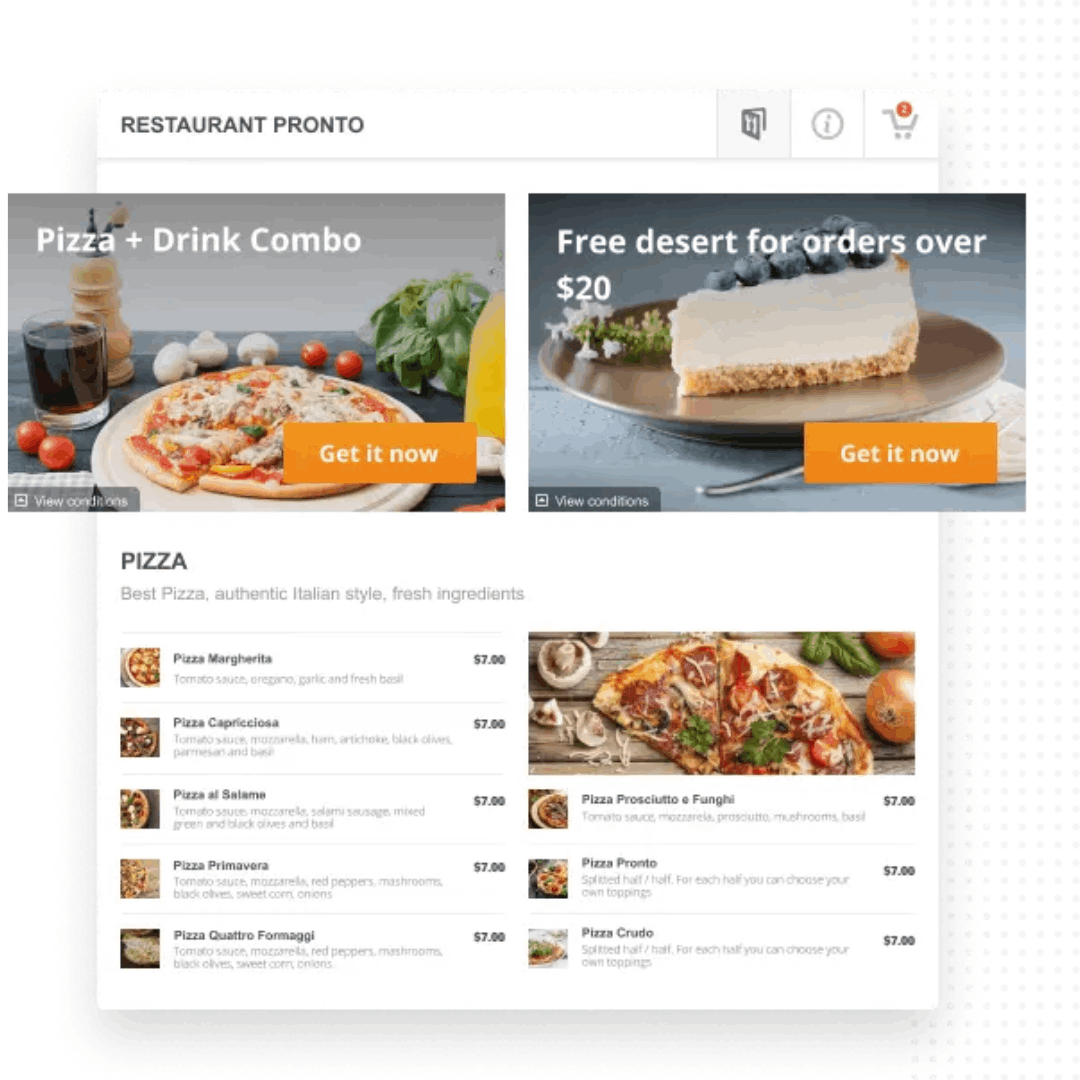 RESTAURANT PRONTO
2
Pizza + Drink Combo
Get it now
View conditions
Free desert for orders over
$20
Get it now
View conditions
PIZZA
Best Pizza, authentic Italian style, fresh ingredients
Pizza Margherita $7.00
Tomato sauce, oregano, garlic and fresh basil
Pizza Capricciosa $7.00
Tomato sauce, mozzarella, ham, artichoke, black olives,
parmesan and basil
Pizza al Salame $7.00
Tomato sauce, mozzarella, salami sausage, mixed
green and black olives and basil
Pizza Primavera $7.00
Tomato sauce, mozzarella, red peppers, mashrooms,
black olives, sweet corn, onions
Pizza Quattro Formaggi $7.00
Tomato sauce, mozzarella, red peppers, mashrooms,
black olives, sweet corn, onions
Pizza Prosciutto e Funghi $7.00
Tomato sauce, mozzarela, prosciutto, mushrooms, basil
Pizza Pronto $7.00
Splitted half / half. For each half you can choose your
own toppings
Pizza Crudo $7.00
Splitted half / half. For each half you can choose your
own toppings